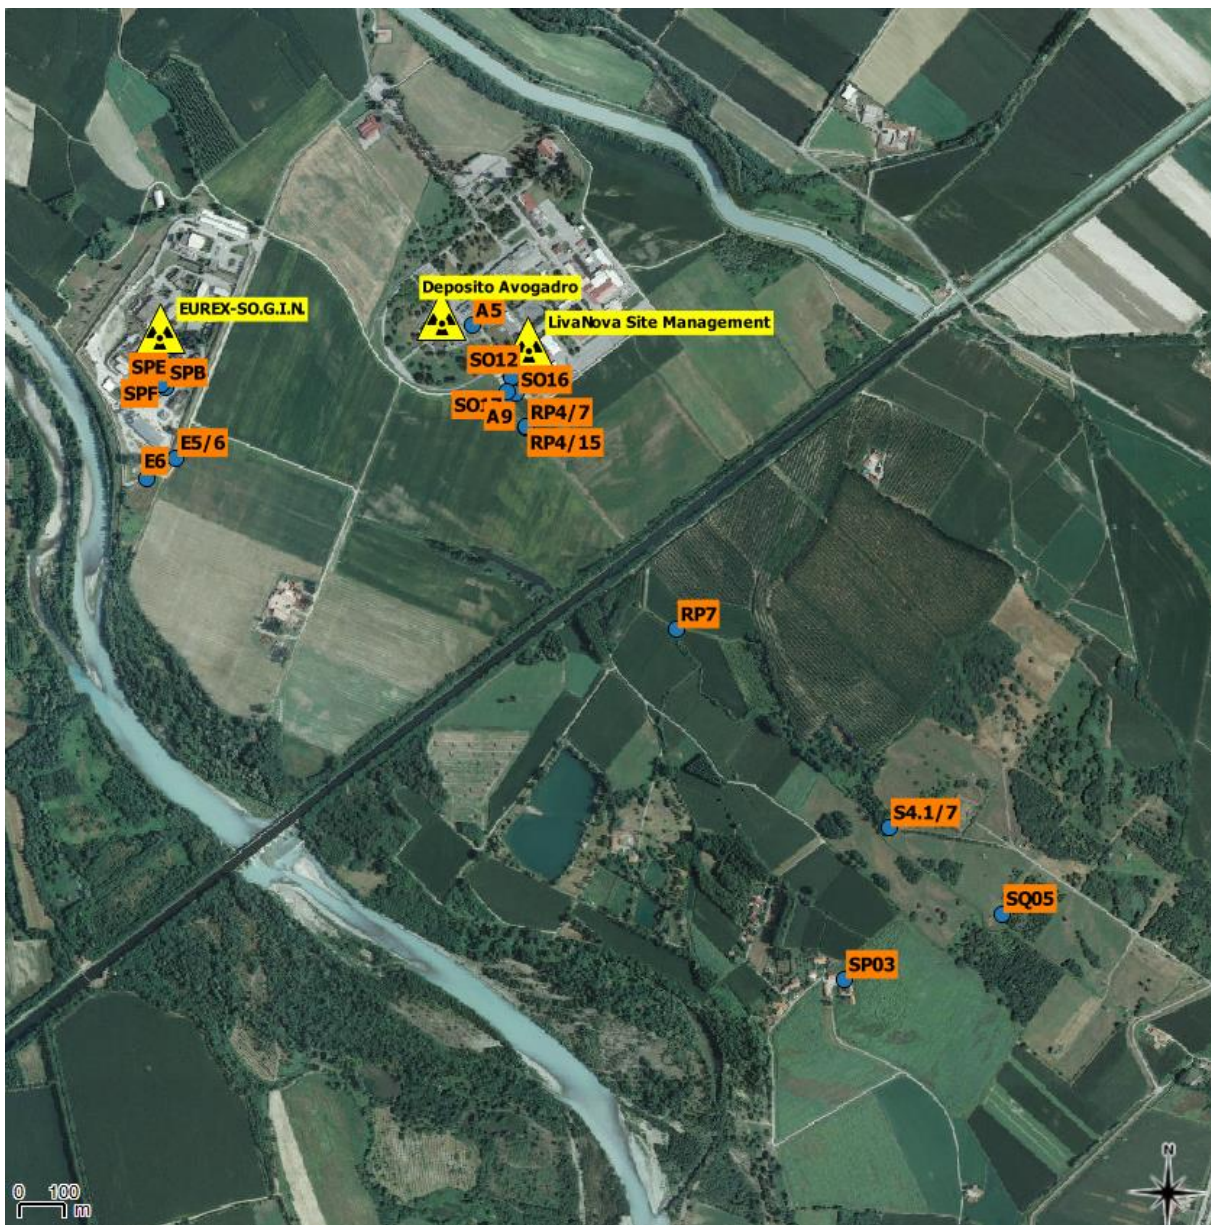 Deposito Avogadro
EUREX-SO.G.I.N.
A5
LivaNova Site Management
SPE
SPB
SO12
SO16
SPF
SO17
A9
RP4/7
E5/6
RP4/15
E6
RP7
S4.1/7
SQ05
SP03
N
0 100
m